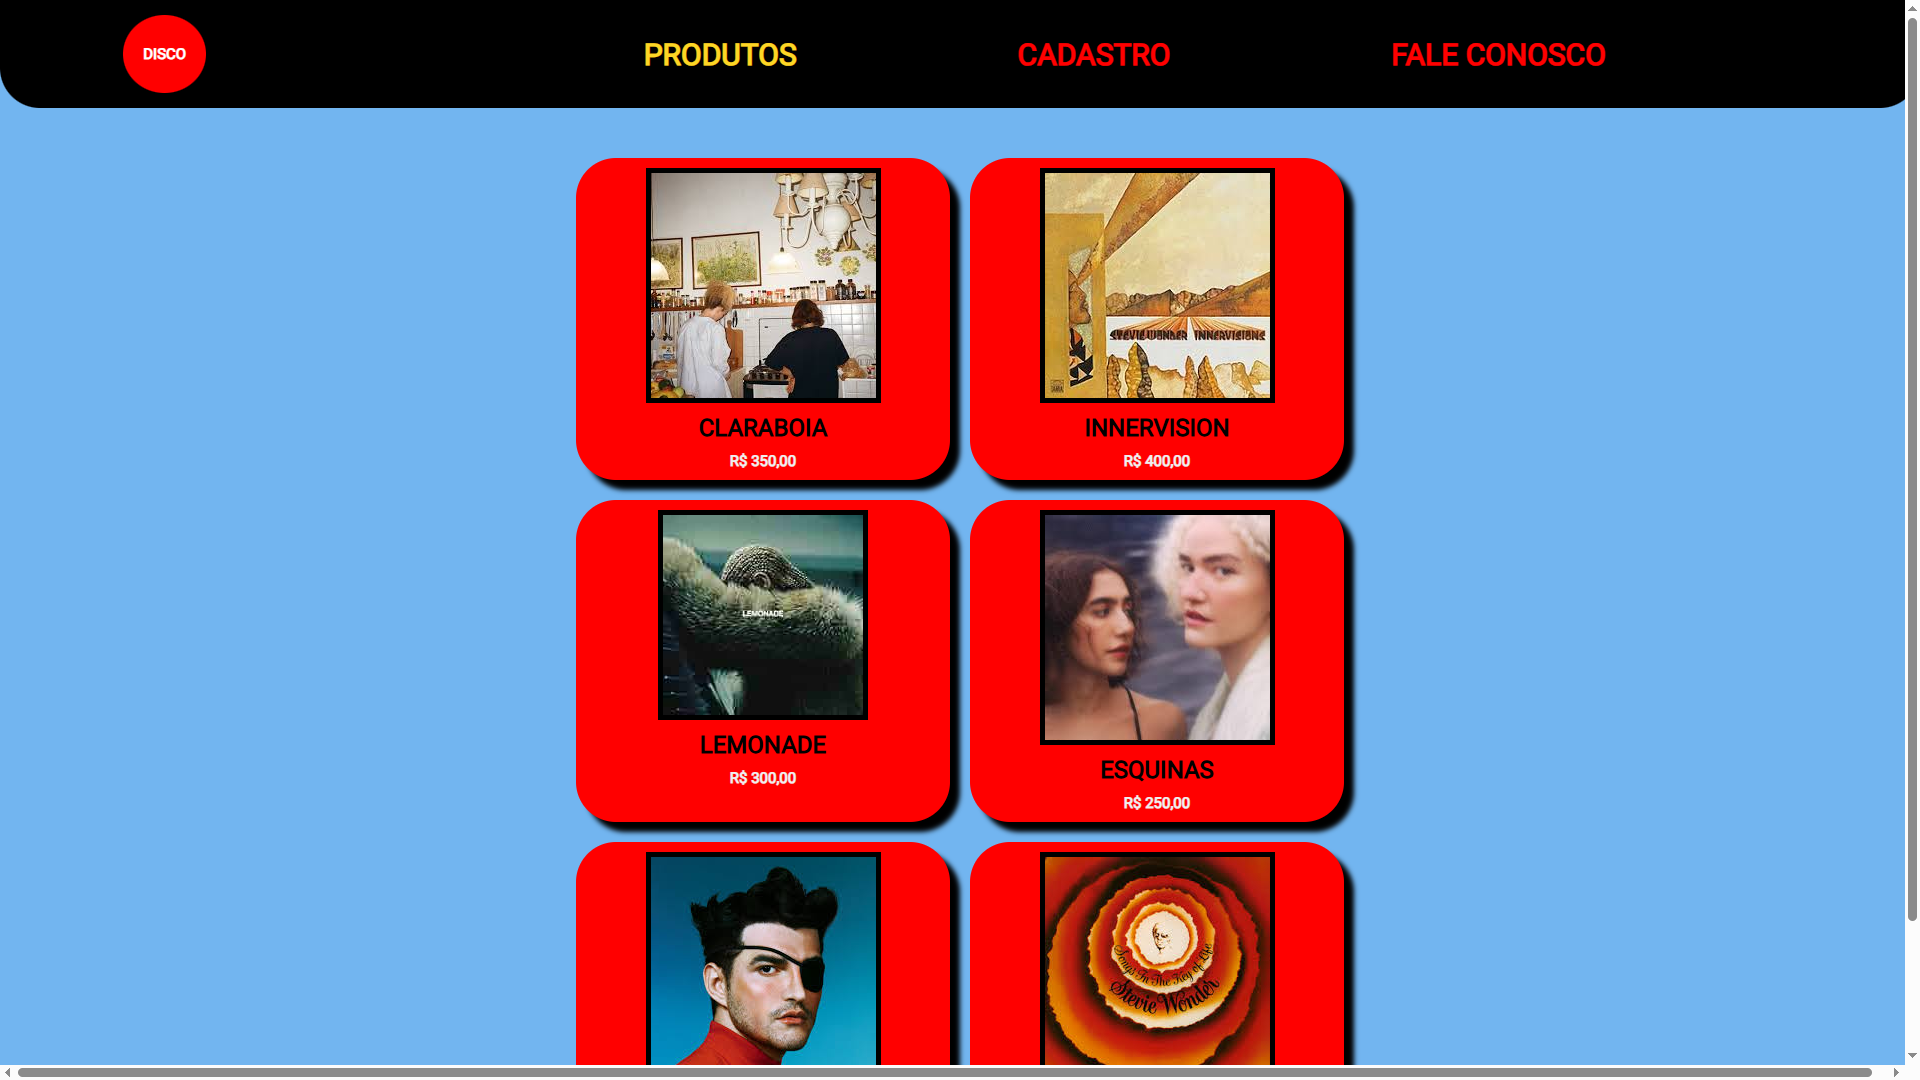 DISCO
PRODUTOS
CADASTRO
FALE CONOSCO
STEVIE WONDER INNERVISIONS
CLARABOIA
R$ 350,00
INNERVISION
R$ 400,00
LEMONADE
LEMONADE
R$ 300,00
ESQUINAS
R$ 250,00
Songs In The Key of Life
Stevie Wonder